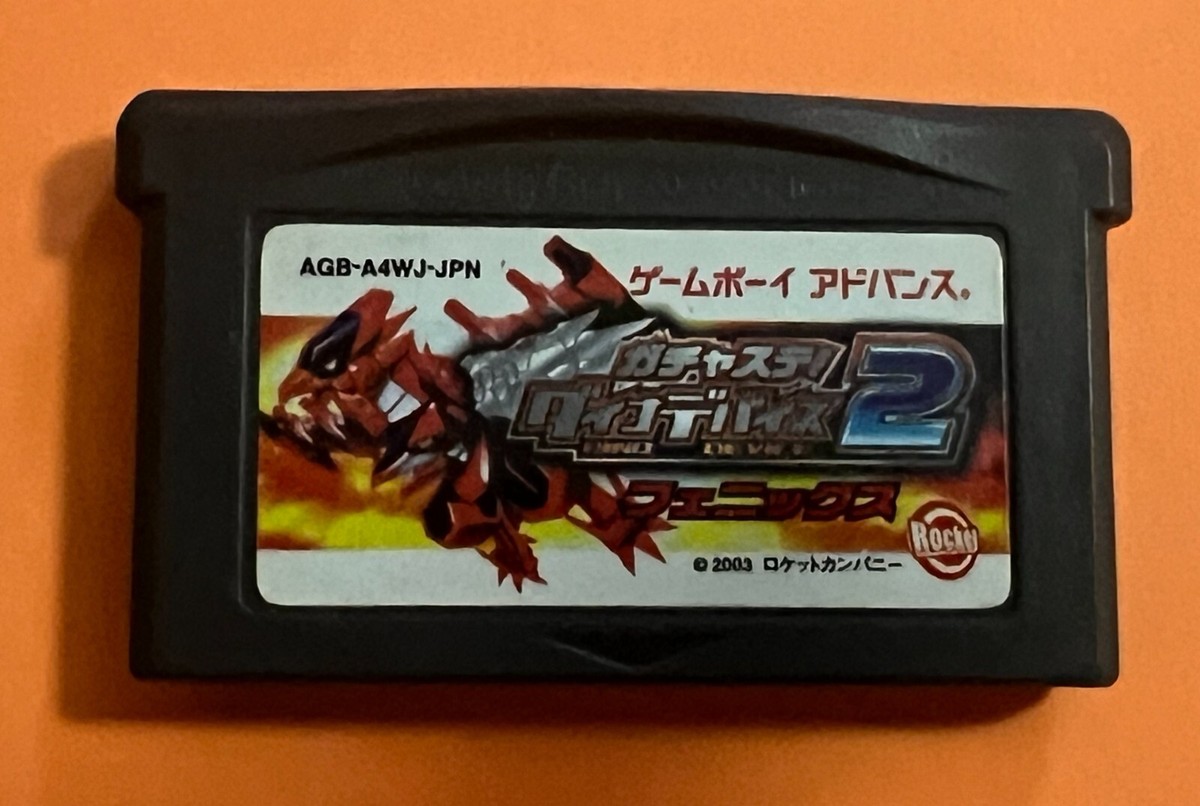 AGB-A4WJ-JPN
ゲームボーイ アドバンス®
ガチャステ!
ダイナデバイス2
DINO DEVICE
フェニックス
Rocket
© 2003 ロケットカンパニー